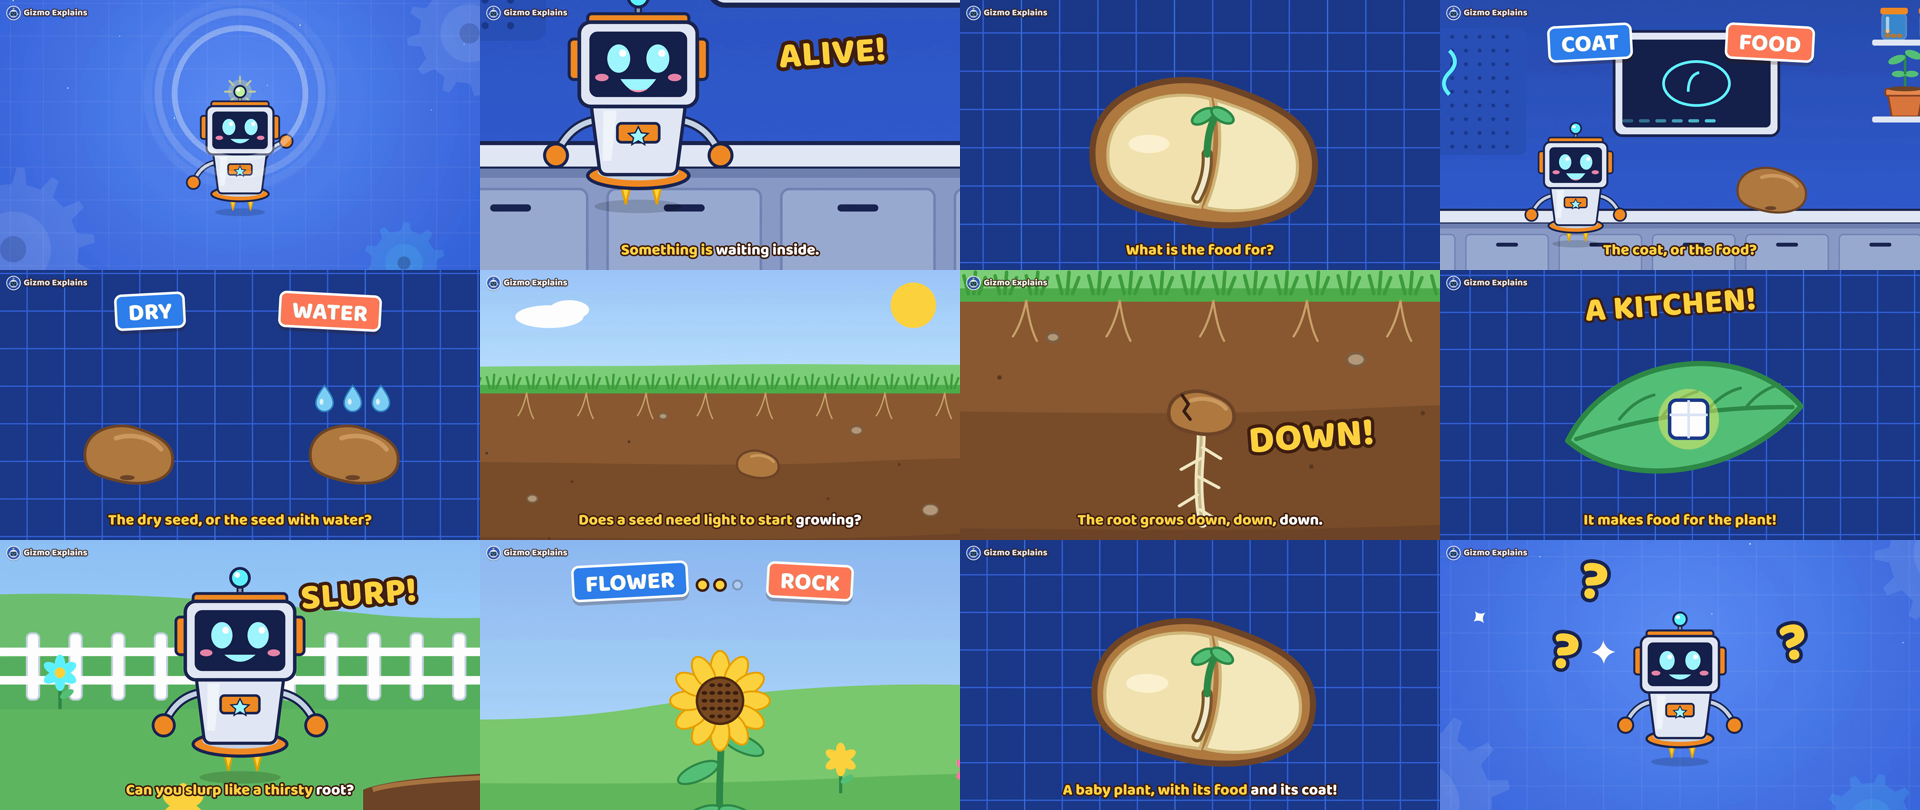 Gizmo Explains
Gizmo Explains
ALIVE!
Something is waiting inside.
Gizmo Explains
What is the food for?
Gizmo Explains
COAT
FOOD
The coat, or the food?
Gizmo Explains
DRY
WATER
The dry seed, or the seed with water?
Gizmo Explains
Does a seed need light to start growing?
Gizmo Explains
DOWN!
The root grows down, down, down.
Gizmo Explains
A KITCHEN!
It makes food for the plant!
Gizmo Explains
SLURP!
Can you slurp like a thirsty root?
Gizmo Explains
FLOWER
ROCK
Gizmo Explains
A baby plant, with its food and its coat!
Gizmo Explains
? ? ?